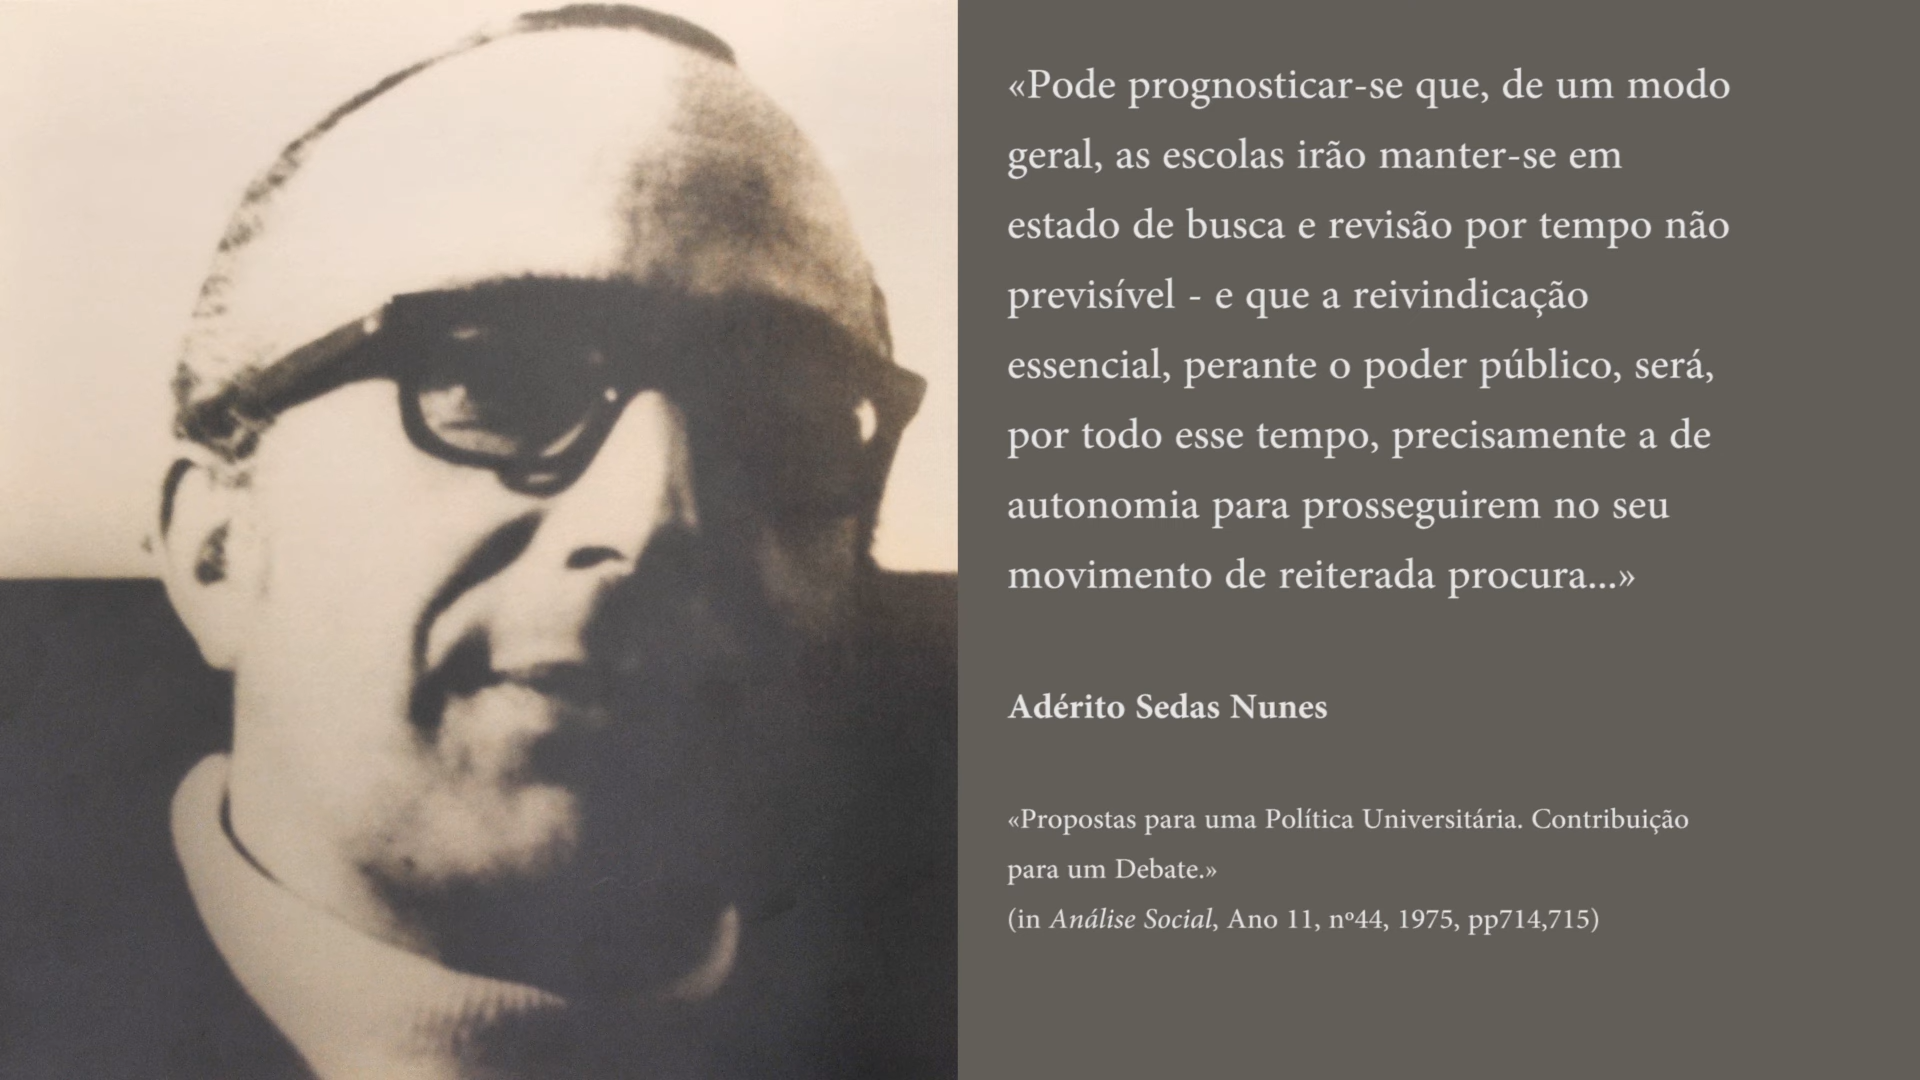 «Pode prognosticar-se que, de um modo
geral, as escolas irão manter-se em
estado de busca e revisão por tempo não
previsível - e que a reivindicação
essencial, perante o poder público, será,
por todo esse tempo, precisamente a de
autonomia para prosseguirem no seu
movimento de reiterada procura...»
Adérito Sedas Nunes
«Propostas para uma Política Universitária. Contribuição
para um Debate.»
(in Análise Social, Ano 11, nº44, 1975, pp714,715)